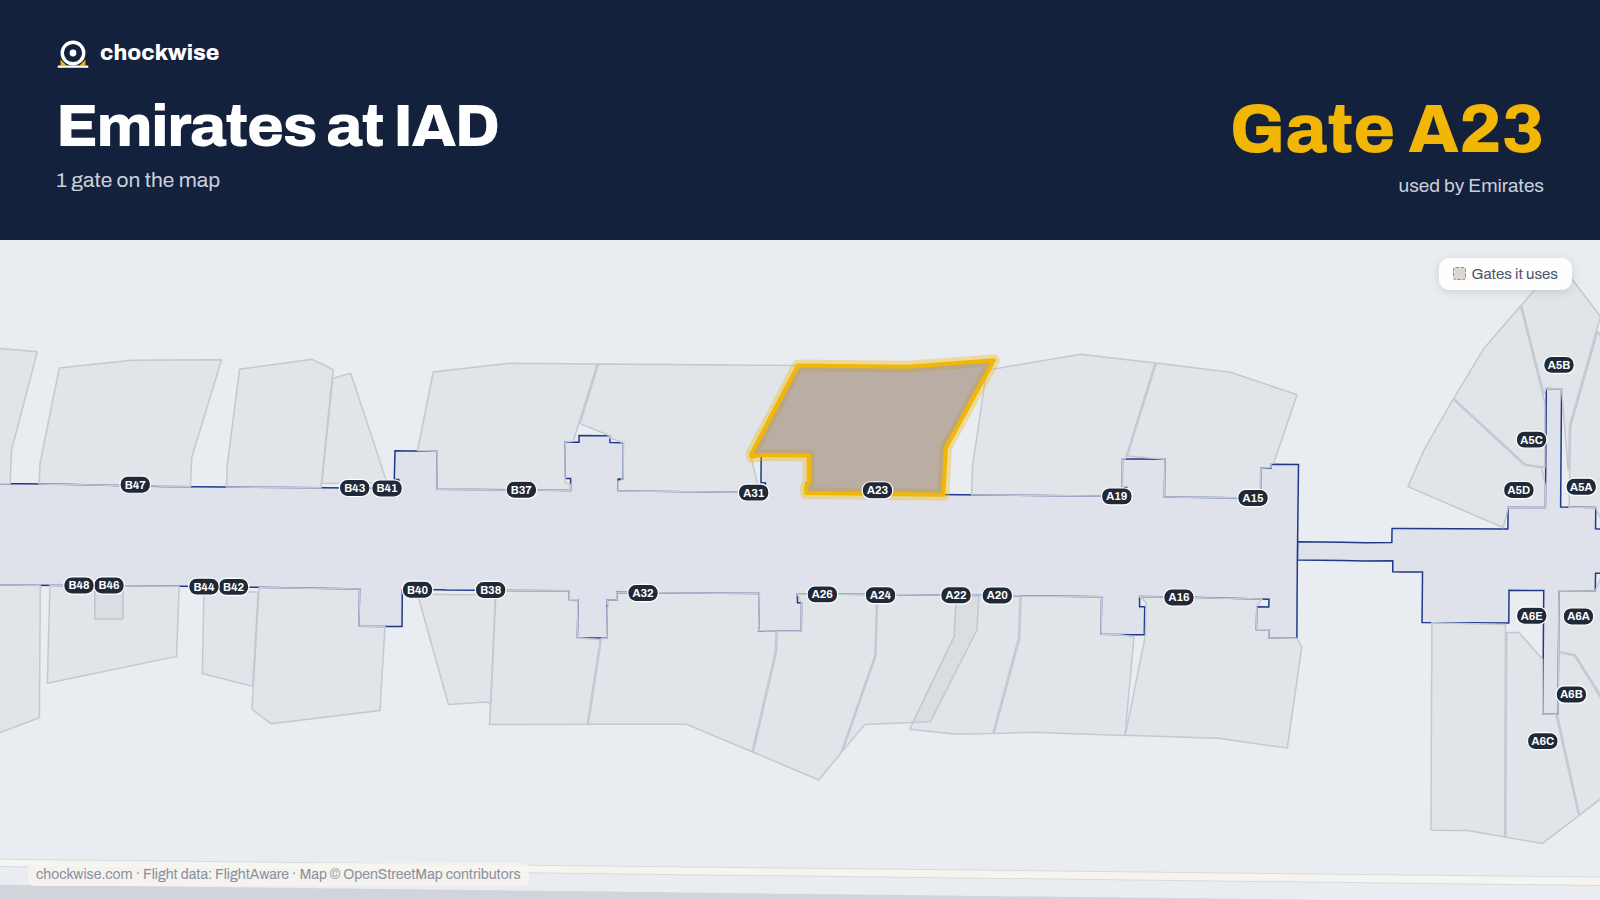 chockwise
Emirates at IAD
1 gate on the map
Gate A23
used by Emirates
Gates it uses
A5B
A5C
B47
B43
B41
B37
A31
A23
A19
A15
A5D
A5A
B48
B46
B44
B42
B40
B38
A32
A26
A24
A22
A20
A16
A6E
A6A
A6B
A6C
chockwise.com · Flight data: FlightAware · Map © OpenStreetMap contributors